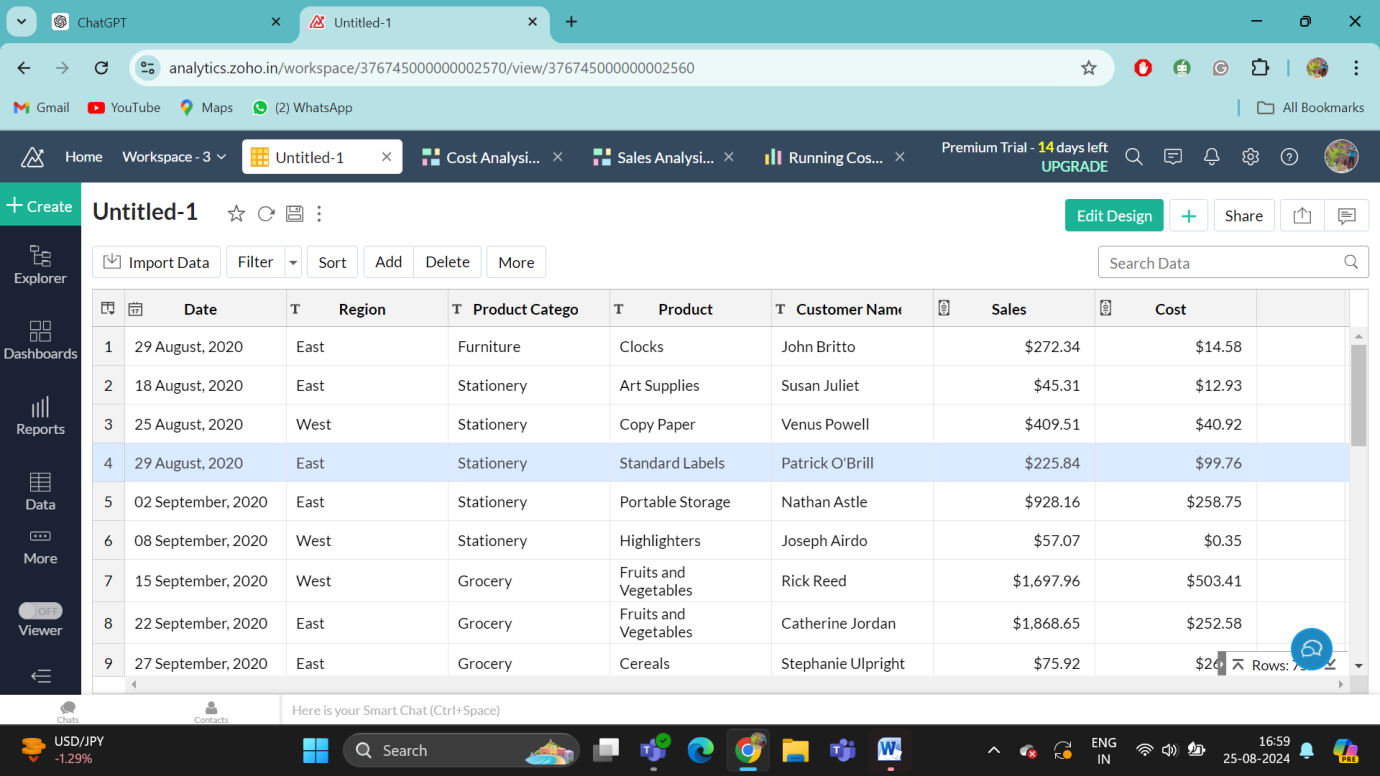 ChatGPT
Untitled-1
analytics.zoho.in/workspace/376745000000002570/view/376745000000002560
Gmail YouTube Maps (2) WhatsApp All Bookmarks
Home Workspace - 3 Untitled-1 Cost Analysi... Sales Analysi... Running Cos... Premium Trial - 14 days left
UPGRADE
Create
Untitled-1
Edit Design
Share
Import Data Filter Sort Add Delete More Search Data
Explorer
Dashboards
Reports
Data
More
OFF
Viewer
Date Region Product Catego Product Customer Name Sales Cost
1 29 August, 2020 East Furniture Clocks John Britto $272.34 $14.58
2 18 August, 2020 East Stationery Art Supplies Susan Juliet $45.31 $12.93
3 25 August, 2020 West Stationery Copy Paper Venus Powell $409.51 $40.92
4 29 August, 2020 East Stationery Standard Labels Patrick O'Brill $225.84 $99.76
5 02 September, 2020 East Stationery Portable Storage Nathan Astle $928.16 $258.75
6 08 September, 2020 West Stationery Highlighters Joseph Airdo $57.07 $0.35
7 15 September, 2020 West Grocery Fruits and Vegetables Rick Reed $1,697.96 $503.41
8 22 September, 2020 East Grocery Fruits and Vegetables Catherine Jordan $1,868.65 $252.58
9 27 September, 2020 East Grocery Cereals Stephanie Ulpright $75.92
Rows:
Chats Contacts Here is your Smart Chat (Ctrl+Space)
USD/JPY
-1.29%
Search
ENG
IN
16:59
25-08-2024
PRE